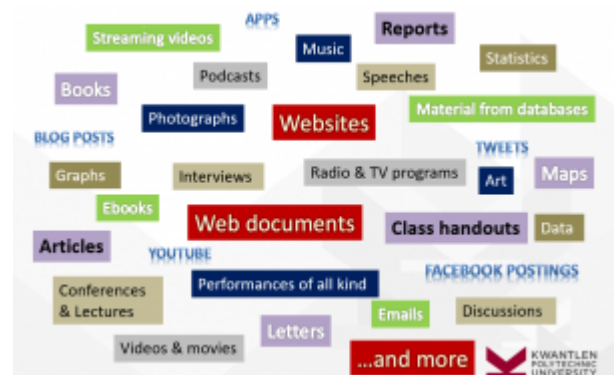 APPS
Streaming videos
Reports
Music
Statistics
Podcasts
Speeches
Books
Material from databases
Photographs
Websites
BLOG POSTS
TWEETS
Graphs
Interviews
Radio & TV programs
Art
Maps
Ebooks
Web documents
Class handouts
Data
Articles
YOUTUBE
FACEBOOK POSTINGS
Conferences
& Lectures
Performances of all kind
Emails
Discussions
Letters
Videos & movies
...and more
KWANTLEN
POLYTECHNIC
UNIVERSITY